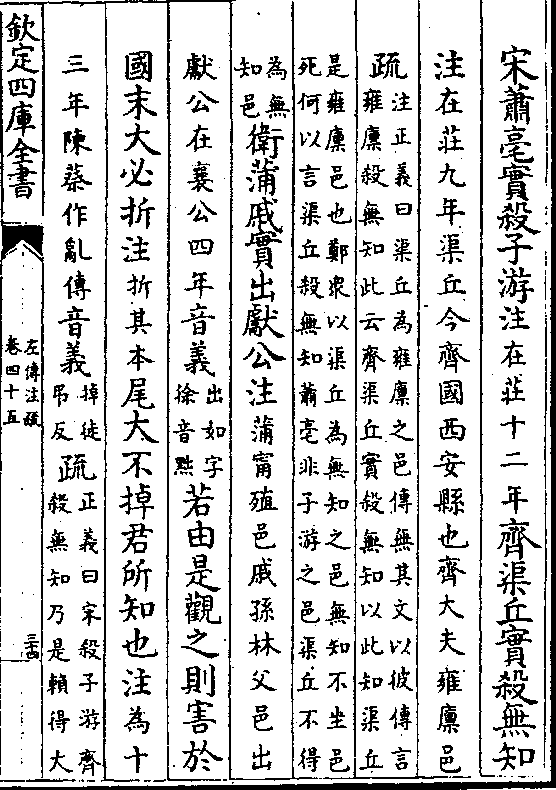 宋蕭亳實殺子游注在莊十二年齊渠丘實殺無知
注在莊九年渠丘今齊國西安縣也齊大夫雍廩邑
疏注正義曰渠丘為雍廩之邑傳無其文以彼傳言
雍廩殺無知此云齊渠丘實殺無知以此知渠丘
是雍廩邑也鄭衆以渠丘為無知之邑無知不坐邑
死何以言渠丘殺無知蕭亳非子游之邑渠丘不得
為無
知邑衛蒲戚實出獻公注蒲甯殖邑戚孫林父邑出
獻公在襄公四年音義出如字
徐音黜若由是觀之則害於
國末大必折注折其本尾大不掉君所知也注為十
三年陳蔡作亂傳音義掉徒
弔反疏正義曰宋殺子游齊
殺無知乃是賴得大
欽定四庫全書
左傳注疏
卷四十五
三十四